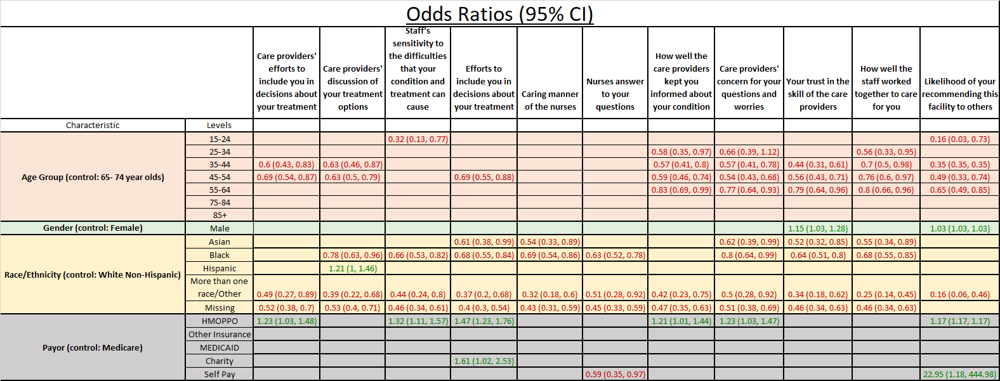 Odds Ratios (95% CI)
Care providers' efforts to include you in decisions about your treatment
Care providers' discussion of your treatment options
Staff's sensitivity to the difficulties that your condition and treatment can cause
Efforts to include you in decisions about your treatment
Caring manner of the nurses
Nurses answer to your questions
How well the care providers kept you informed about your condition
Care providers' concern for your questions and worries
Your trust in the skill of the care providers
How well the staff worked together to care for you
Likelihood of your recommending this facility to others
Characteristic Levels
Age Group (control: 65- 74 year olds)
15-24 0.32 (0.13, 0.77) 0.16 (0.03, 0.73)
25-34 0.58 (0.35, 0.97) 0.66 (0.39, 1.12) 0.56 (0.33, 0.95)
35-44 0.6 (0.43, 0.83) 0.63 (0.46, 0.87) 0.57 (0.41, 0.8) 0.57 (0.41, 0.78) 0.44 (0.31, 0.61) 0.7 (0.5, 0.98) 0.35 (0.35, 0.35)
45-54 0.69 (0.54, 0.87) 0.63 (0.5, 0.79) 0.69 (0.55, 0.88) 0.59 (0.46, 0.74) 0.54 (0.43, 0.68) 0.56 (0.43, 0.71) 0.76 (0.6, 0.97) 0.49 (0.33, 0.74)
55-64 0.83 (0.69, 0.99) 0.77 (0.64, 0.93) 0.79 (0.64, 0.96) 0.8 (0.66, 0.96) 0.65 (0.49, 0.85)
75-84
85+
Gender (control: Female) Male 1.15 (1.03, 1.28) 1.03 (1.03, 1.03)
Race/Ethnicity (control: White Non-Hispanic)
Asian 0.61 (0.38, 0.99) 0.54 (0.33, 0.89) 0.62 (0.39, 0.99) 0.52 (0.32, 0.85) 0.55 (0.34, 0.89)
Black 0.78 (0.63, 0.96) 0.66 (0.53, 0.82) 0.68 (0.55, 0.84) 0.69 (0.54, 0.86) 0.63 (0.52, 0.78) 0.8 (0.64, 0.99) 0.64 (0.51, 0.8) 0.68 (0.55, 0.85)
Hispanic 1.21 (1, 1.46)
More than one
race/Other 0.49 (0.27, 0.89) 0.39 (0.22, 0.68) 0.44 (0.24, 0.8) 0.37 (0.2, 0.68) 0.32 (0.18, 0.6) 0.51 (0.28, 0.92) 0.42 (0.23, 0.75) 0.5 (0.28, 0.92) 0.34 (0.18, 0.62) 0.25 (0.14, 0.45) 0.16 (0.06, 0.46)
Missing 0.52 (0.38, 0.7) 0.53 (0.4, 0.71) 0.46 (0.34, 0.61) 0.4 (0.3, 0.54) 0.43 (0.31, 0.59) 0.45 (0.33, 0.59) 0.47 (0.35, 0.63) 0.51 (0.38, 0.69) 0.46 (0.34, 0.63) 0.46 (0.34, 0.63)
Payor (control: Medicare)
HMOPPO 1.23 (1.03, 1.48) 1.32 (1.11, 1.57) 1.47 (1.23, 1.76) 1.21 (1.01, 1.44) 1.23 (1.03, 1.47) 1.17 (1.17, 1.17)
Other Insurance
MEDICAID
Charity 1.61 (1.02, 2.53)
Self Pay 0.59 (0.35, 0.97) 22.95 (1.18, 444.98)